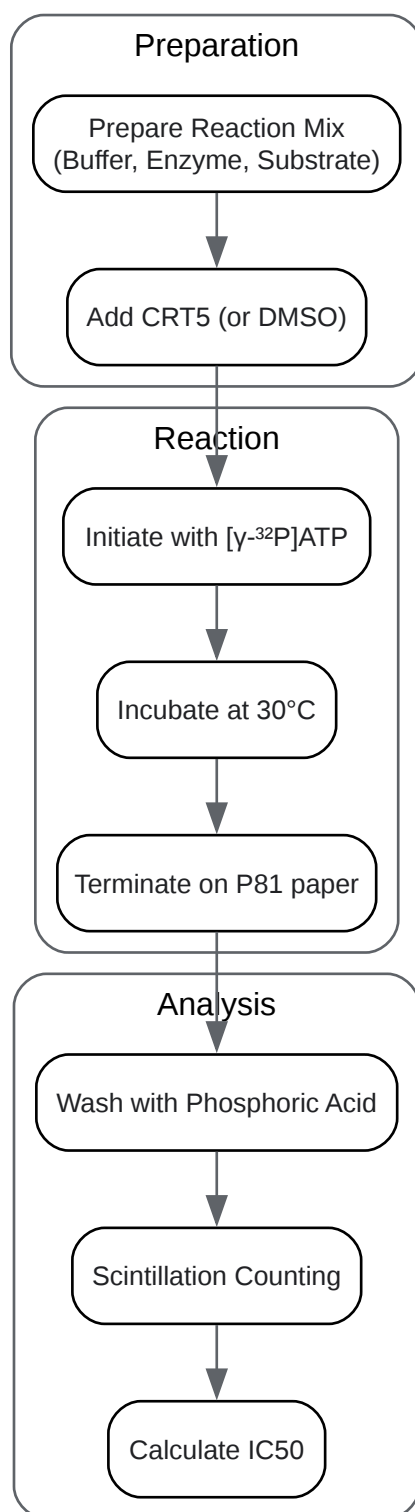 Preparation
Prepare Reaction Mix
(Buffer, Enzyme, Substrate)
Add CRT5 (or DMSO)
Reaction
Initiate with [γ-³²P]ATP
Incubate at 30°C
Terminate on P81 paper
Analysis
Wash with Phosphoric Acid
Scintillation Counting
Calculate IC50